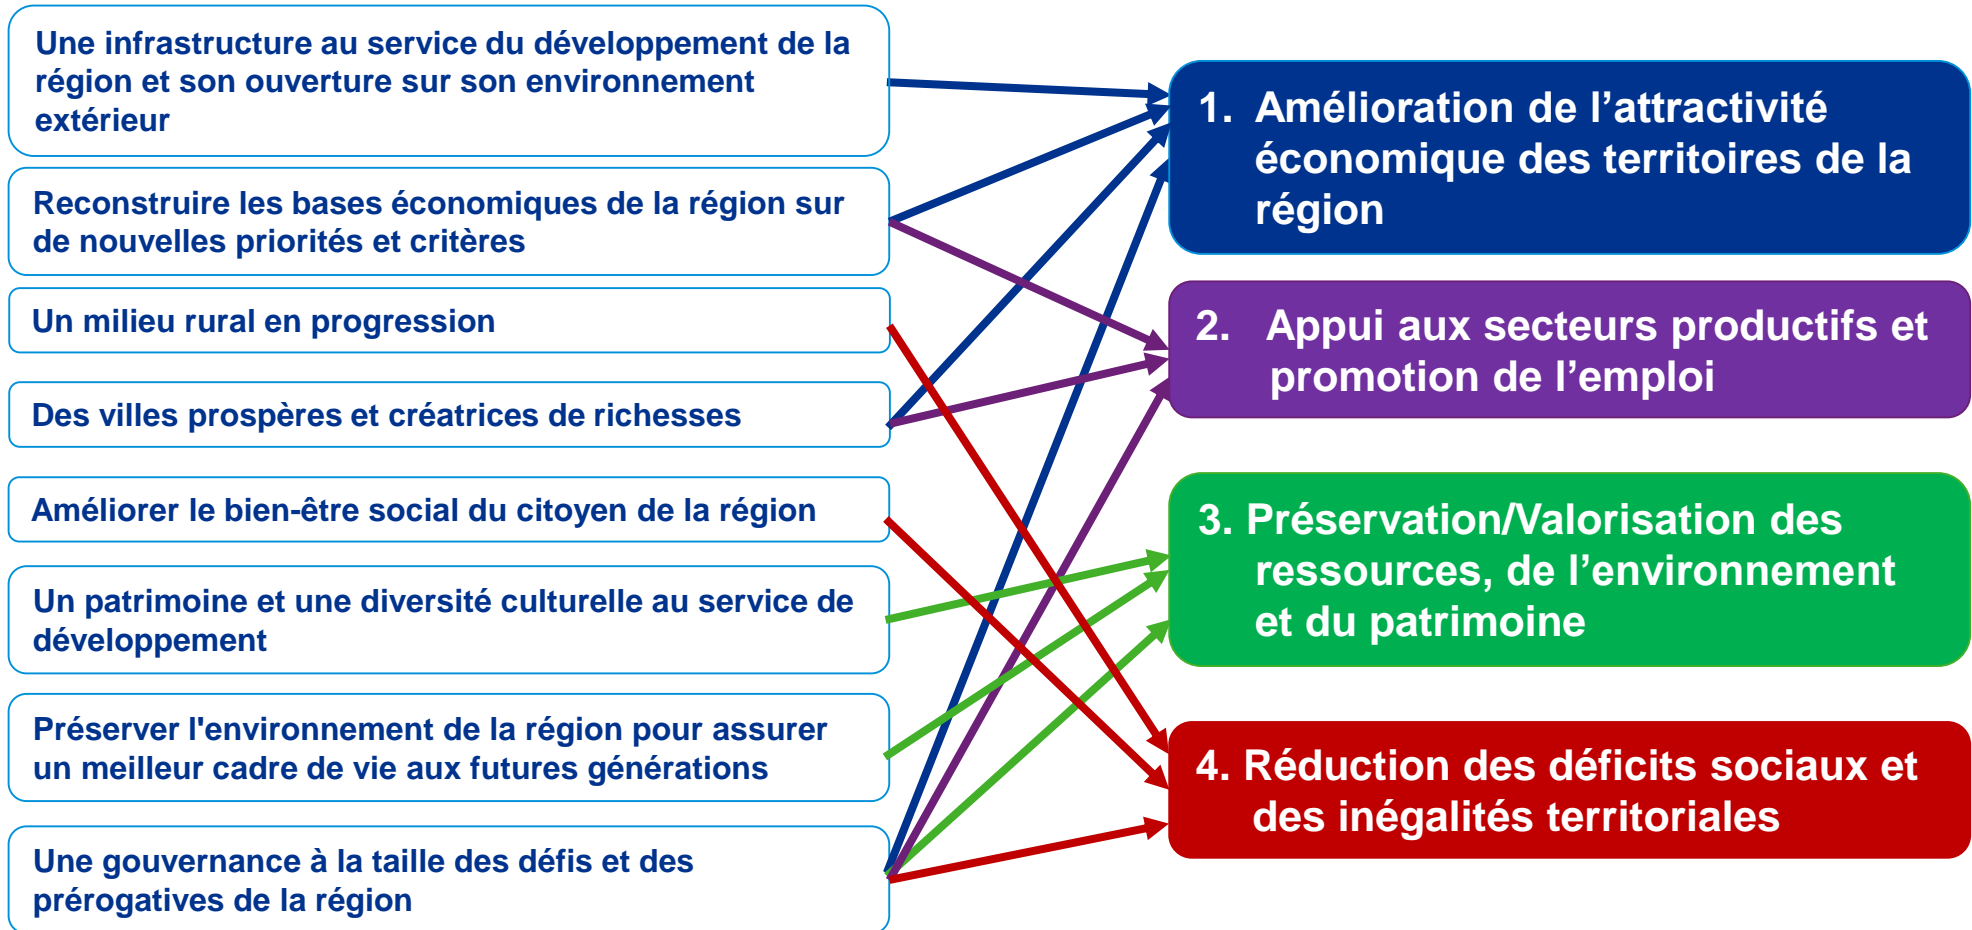 Une infrastructure au service du développement de la
région et son ouverture sur son environnement
extérieur
Reconstruire les bases économiques de la région sur
de nouvelles priorités et critères
Un milieu rural en progression
Des villes prospères et créatrices de richesses
Améliorer le bien-être social du citoyen de la région
Un patrimoine et une diversité culturelle au service de
développement
Préserver l'environnement de la région pour assurer
un meilleur cadre de vie aux futures générations
Une gouvernance à la taille des défis et des
prérogatives de la région
1. Amélioration de l’attractivité
économique des territoires de la
région
2. Appui aux secteurs productifs et
promotion de l’emploi
3. Préservation/Valorisation des
ressources, de l’environnement
et du patrimoine
4. Réduction des déficits sociaux et
des inégalités territoriales